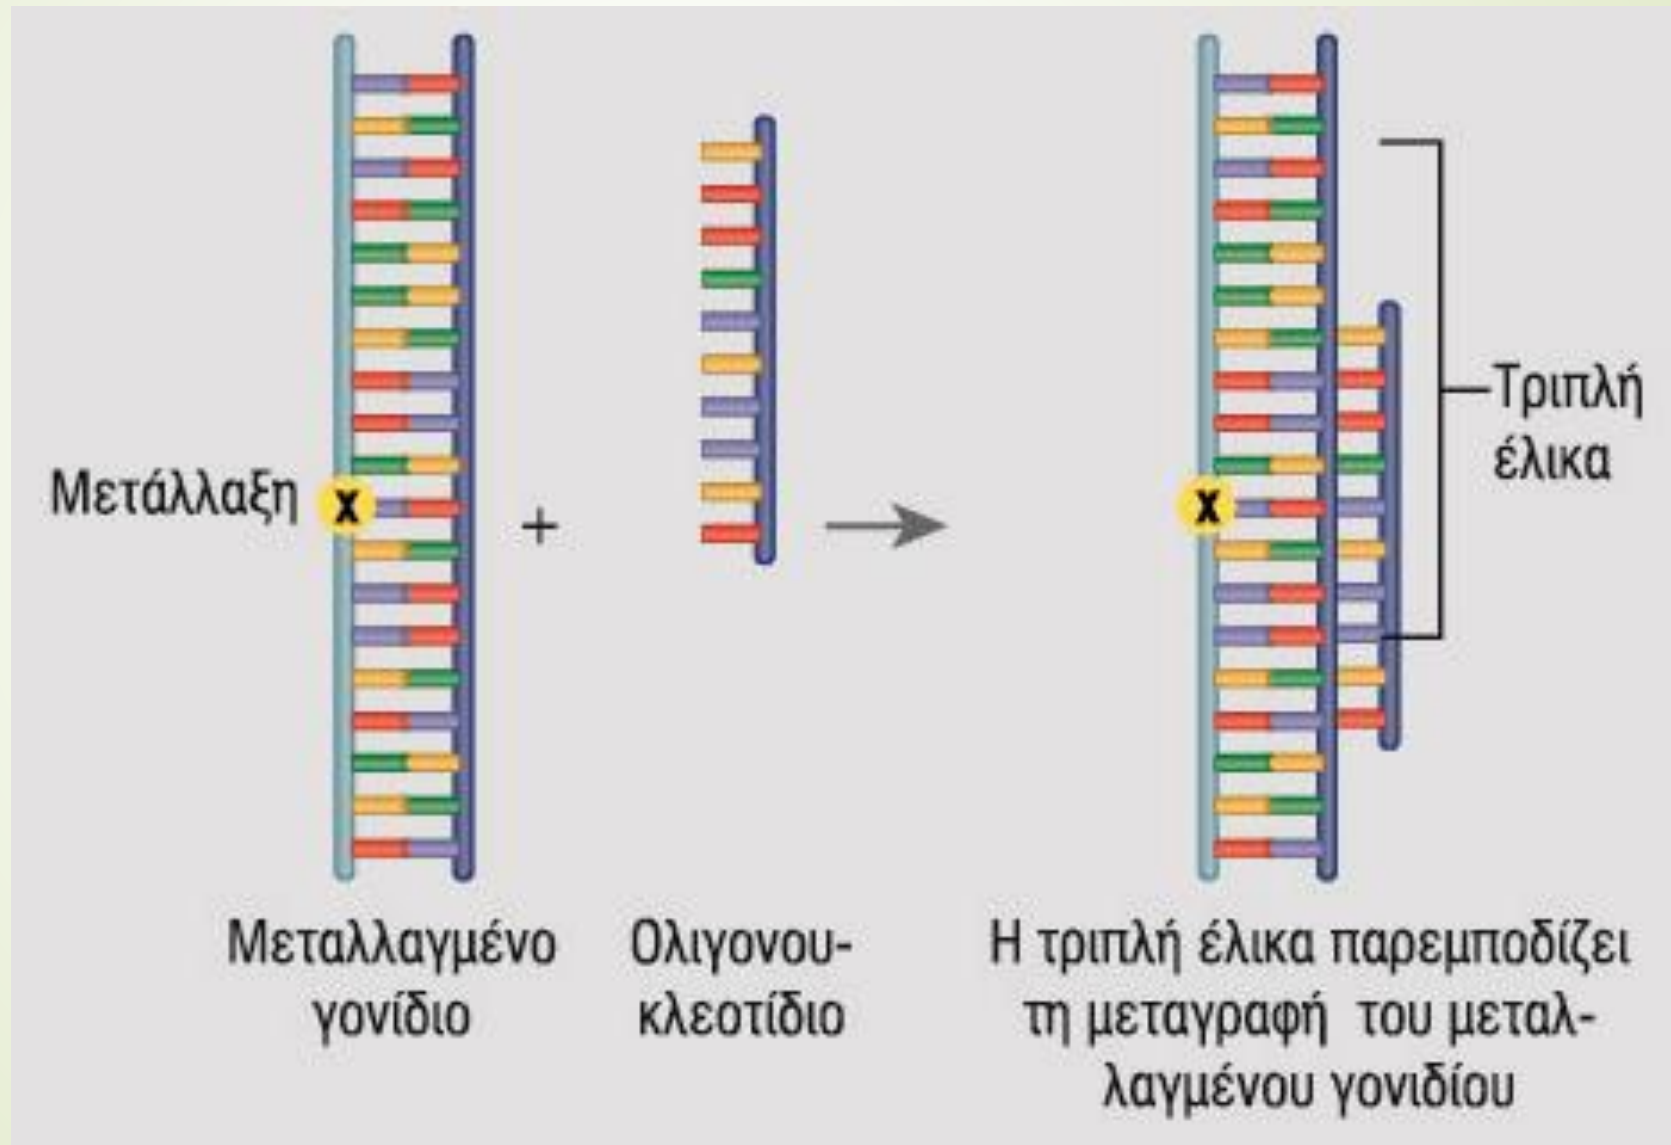 Μετάλλαξη
X
+
X
Τριπλή
έλικα
Μεταλλαγμένο
γονίδιο
Ολιγονου-
κλεοτίδιο
Η τριπλή έλικα παρεμποδίζει
τη μεταγραφή του μεταλ-
λαγμένου γονιδίου